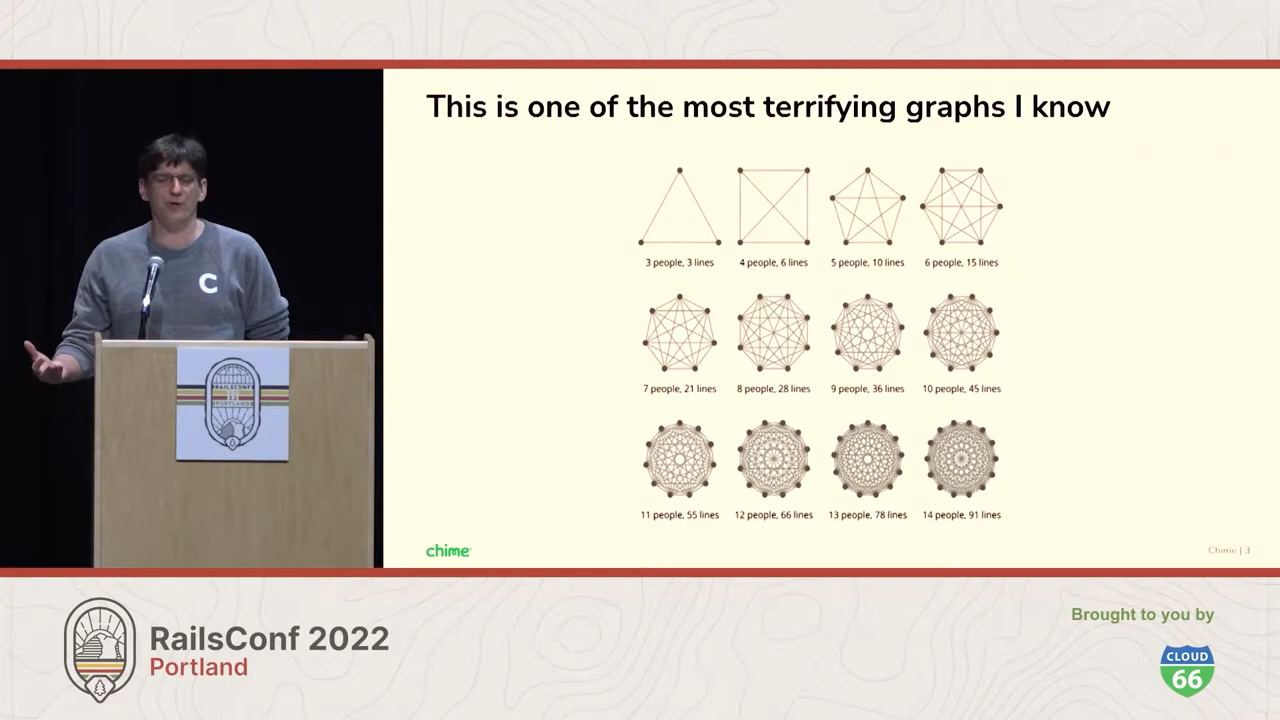 This is one of the most terrifying graphs I know
3 people, 3 lines
4 people, 6 lines
5 people, 10 lines
6 people, 15 lines
7 people, 21 lines
8 people, 28 lines
9 people, 36 lines
10 people, 45 lines
11 people, 55 lines
12 people, 66 lines
13 people, 78 lines
14 people, 91 lines
chime
Chime | 3
C
RAILSCONF
22
PORTLAND
RailsConf 2022
Portland
Brought to you by
CLOUD
66